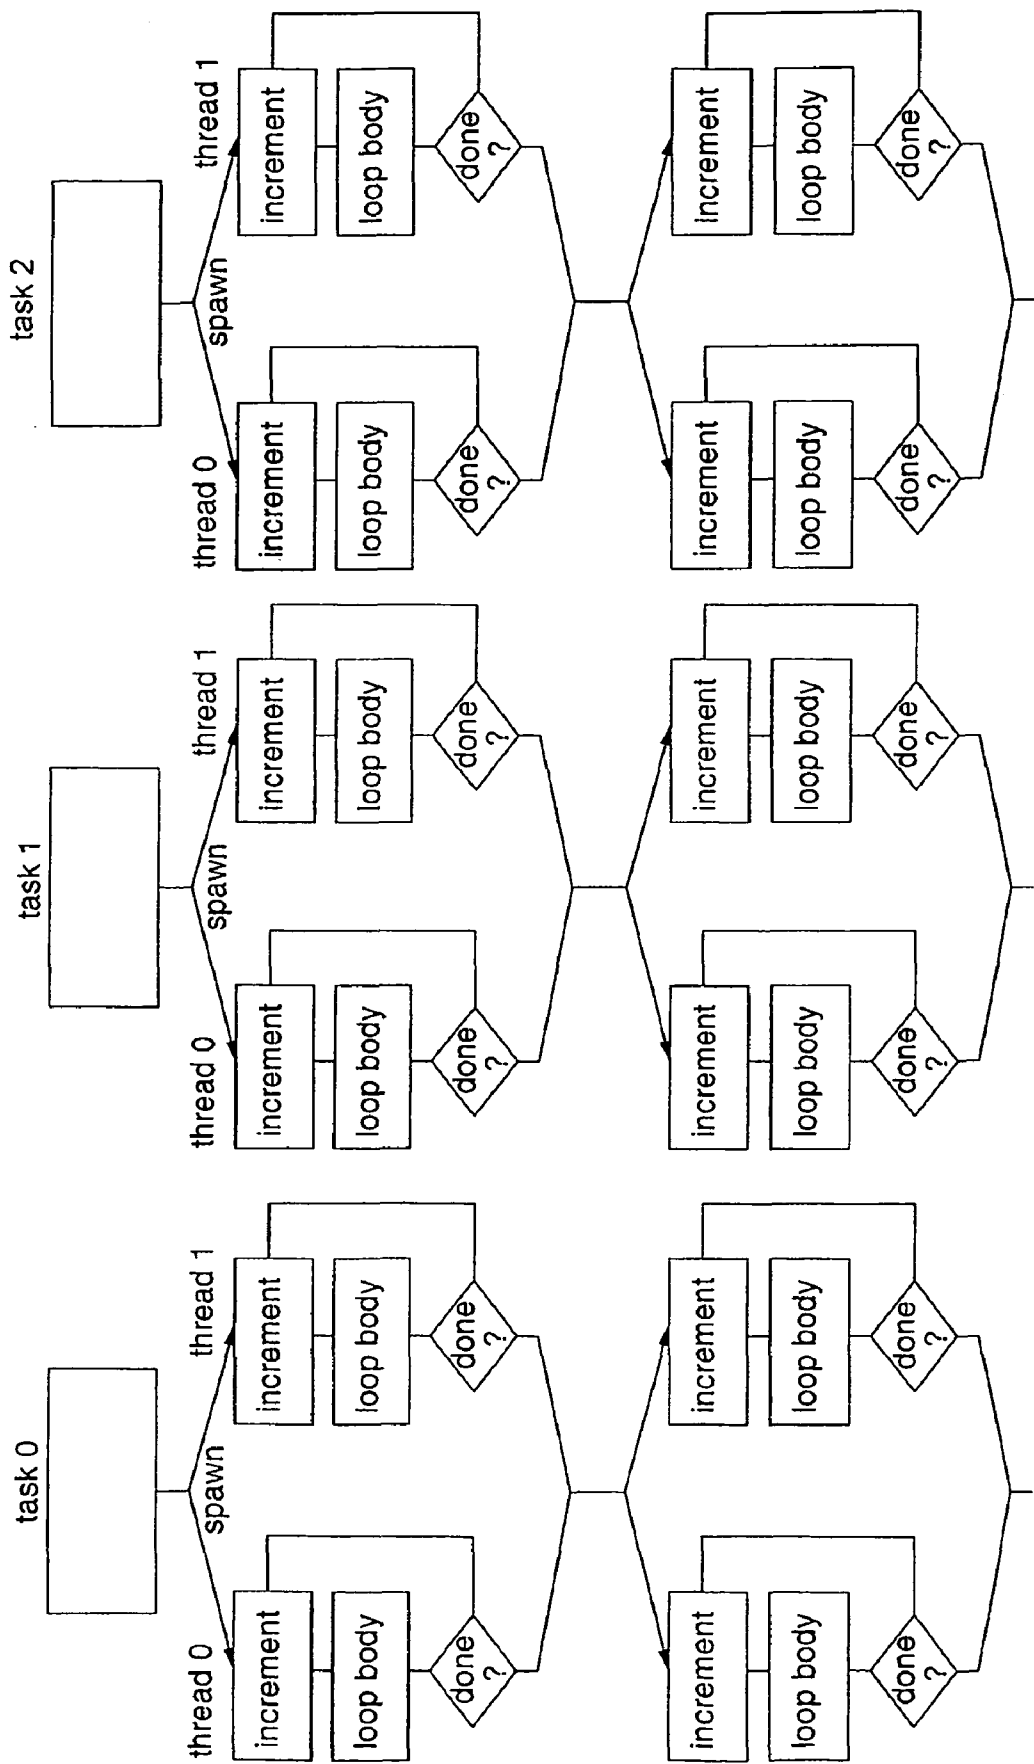 task 0 task 1 task 2
thread 0 thread 1 thread 0 thread 1 thread 0 thread 1
spawn spawn spawn
increment increment increment increment increment increment
loop body loop body loop body loop body loop body loop body
done done done done done done
? ? ? ? ? ?
increment increment increment increment increment increment
loop body loop body loop body loop body loop body loop body
done done done done done done
? ? ? ? ? ?